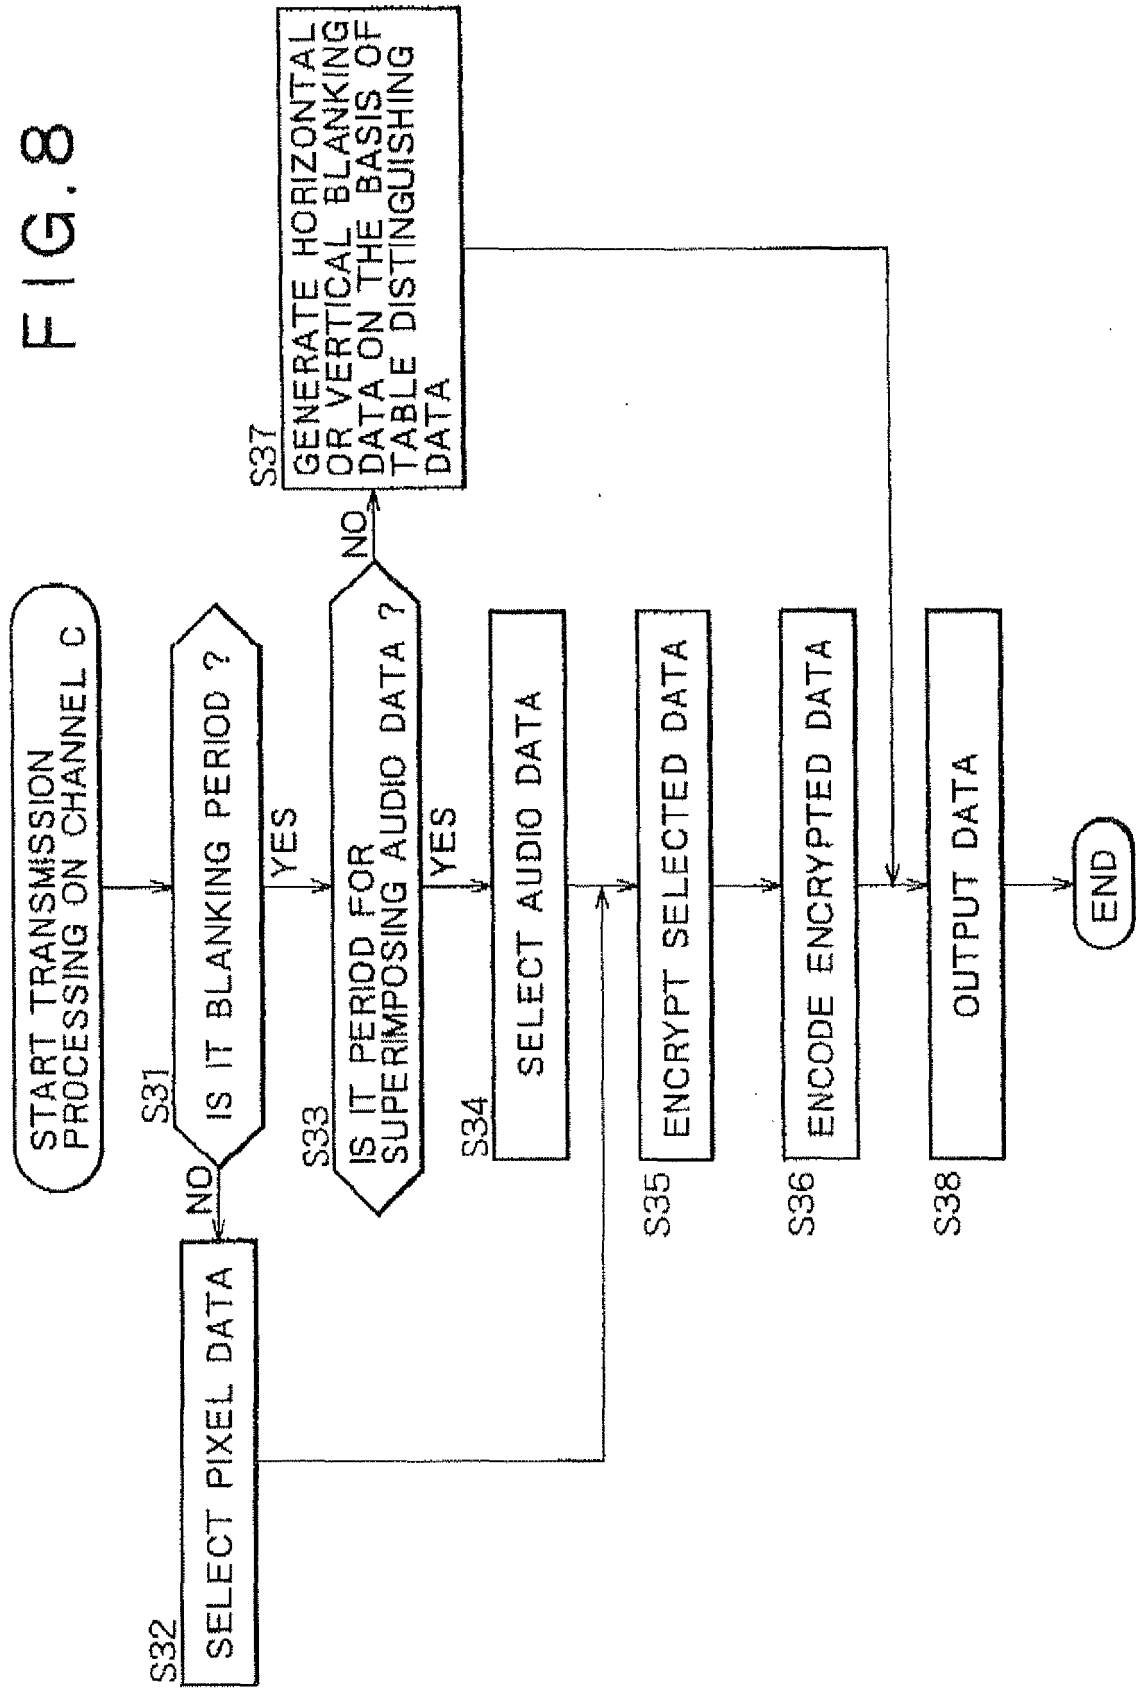 FIG.8
START TRANSMISSION
PROCESSING ON CHANNEL C
S31
IS IT BLANKING PERIOD ?
NO
YES
S32
SELECT PIXEL DATA
S33
IS IT PERIOD FOR
SUPERIMPOSING AUDIO DATA ?
NO
YES
S37
GENERATE HORIZONTAL
OR VERTICAL BLANKING
DATA ON THE BASIS OF
TABLE DISTINGUISHING
DATA
S34
SELECT AUDIO DATA
S35
ENCRYPT SELECTED DATA
S36
ENCODE ENCRYPTED DATA
S38
OUTPUT DATA
END